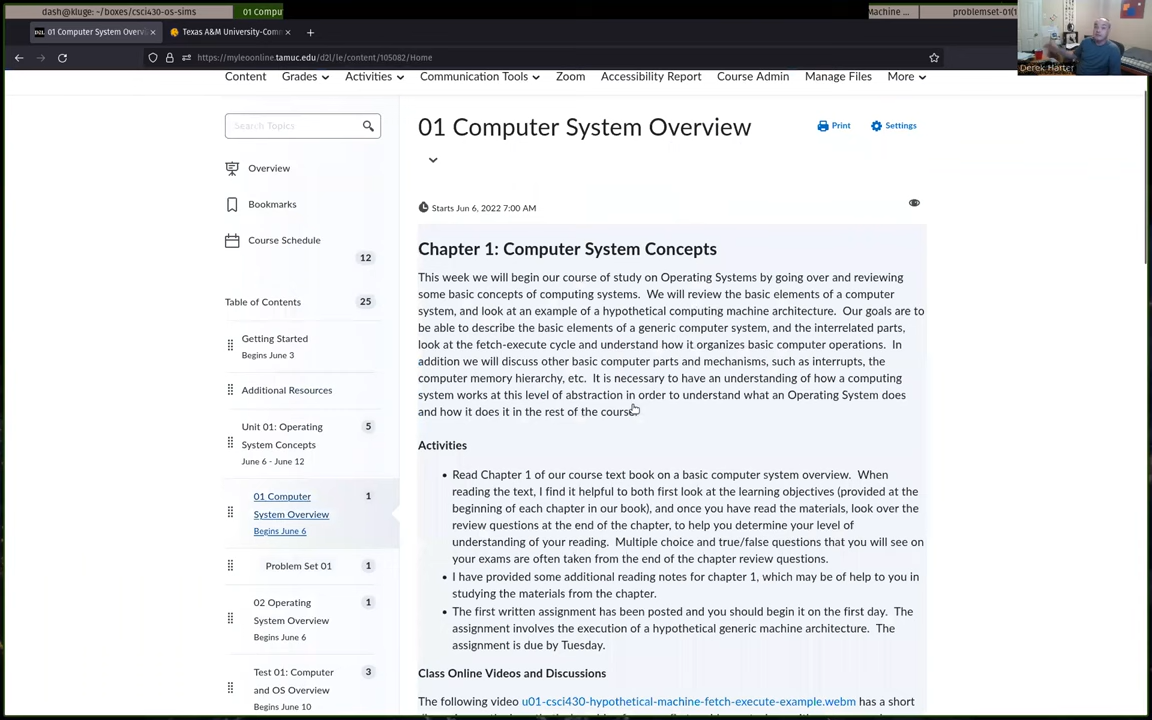 dash@kluge: ~/boxes/csci430-os-sims
01 Compu
Machine ...
problemset-01(1
01 Computer System Overvi
Texas A&M University-Com
https://myleoonline.tamuc.edu/d2l/le/content/105082/Home
Derek Harter
Content Grades Activities Communication Tools Zoom Accessibility Report Course Admin Manage Files More
Search Topics
Overview
Bookmarks
Course Schedule
12
Table of Contents 25
Getting Started
Begins June 3
Additional Resources
Unit 01: Operating 5
System Concepts
June 6 - June 12
01 Computer 1
System Overview
Begins June 6
Problem Set 01 1
02 Operating 1
System Overview
Begins June 6
Test 01: Computer 3
and OS Overview
Begins June 10
01 Computer System Overview
Print
Settings
Starts Jun 6, 2022 7:00 AM
Chapter 1: Computer System Concepts
This week we will begin our course of study on Operating Systems by going over and reviewing
some basic concepts of computing systems. We will review the basic elements of a computer
system, and look at an example of a hypothetical computing machine architecture. Our goals are to
be able to describe the basic elements of a generic computer system, and the interrelated parts,
look at the fetch-execute cycle and understand how it organizes basic computer operations. In
addition we will discuss other basic computer parts and mechanisms, such as interrupts, the
computer memory hierarchy, etc. It is necessary to have an understanding of how a computing
system works at this level of abstraction in order to understand what an Operating System does
and how it does it in the rest of the course.
Activities
• Read Chapter 1 of our course text book on a basic computer system overview. When
reading the text, I find it helpful to both first look at the learning objectives (provided at the
beginning of each chapter in our book), and once you have read the materials, look over the
review questions at the end of the chapter, to help you determine your level of
understanding of your reading. Multiple choice and true/false questions that you will see on
your exams are often taken from the end of the chapter review questions.
• I have provided some additional reading notes for chapter 1, which may be of help to you in
studying the materials from the chapter.
• The first written assignment has been posted and you should begin it on the first day. The
assignment involves the execution of a hypothetical generic machine architecture. The
assignment is due by Tuesday.
Class Online Videos and Discussions
The following video u01-csci430-hypothetical-machine-fetch-execute-example.webm has a short